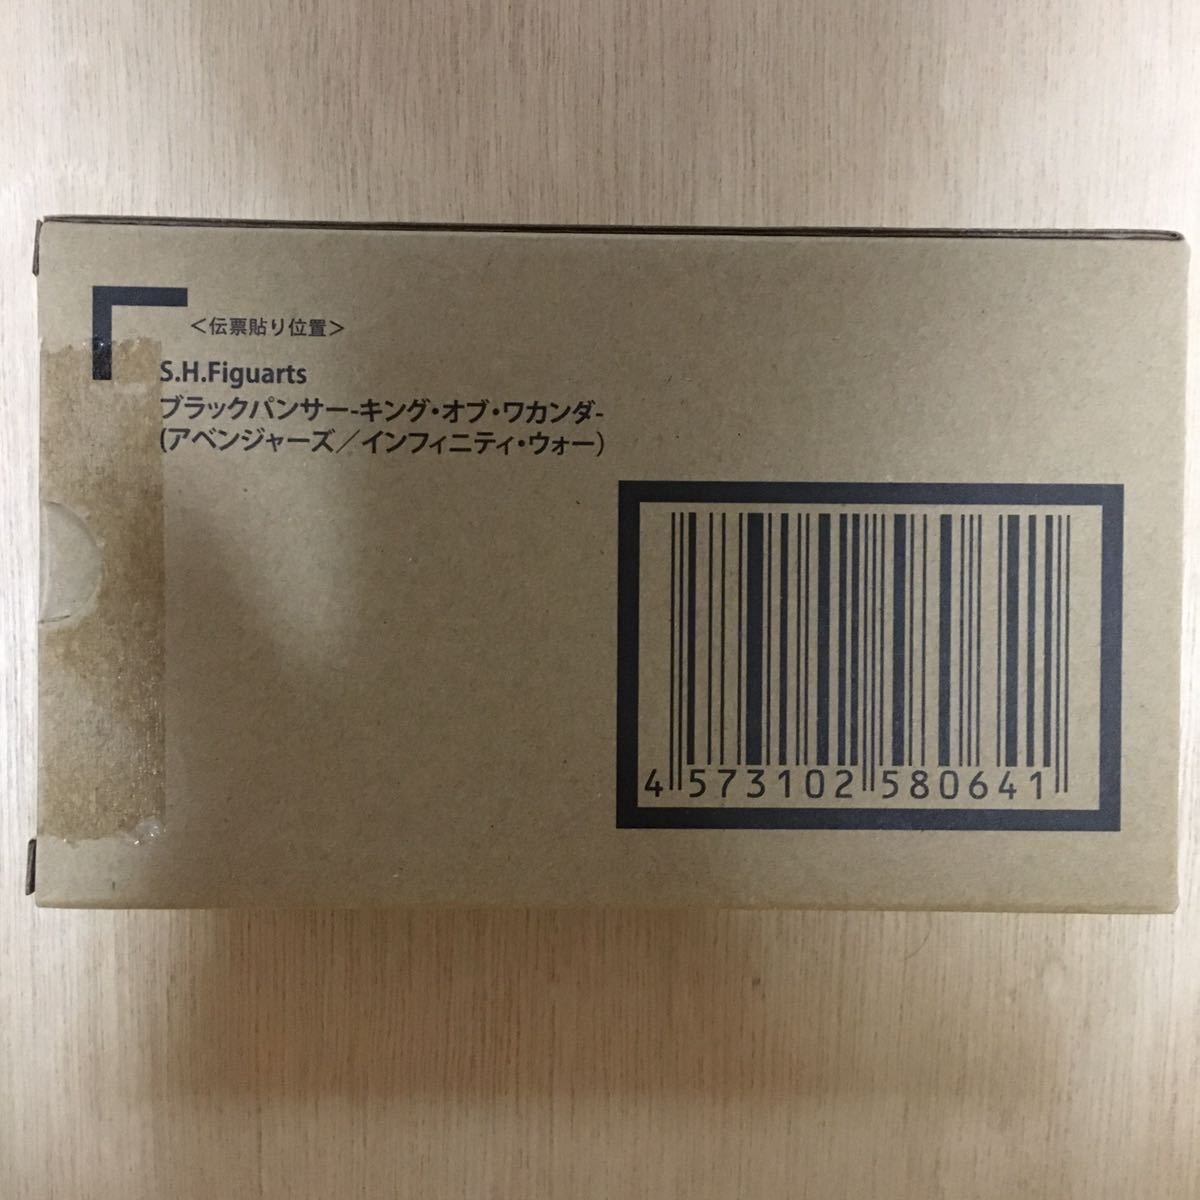 ＜伝票貼り位置＞
S.H.Figuarts
ブラックパンサー-キング・オブ・ワカンダ-
(アベンジャーズ／インフィニティ・ウォー)
4 573102 580641